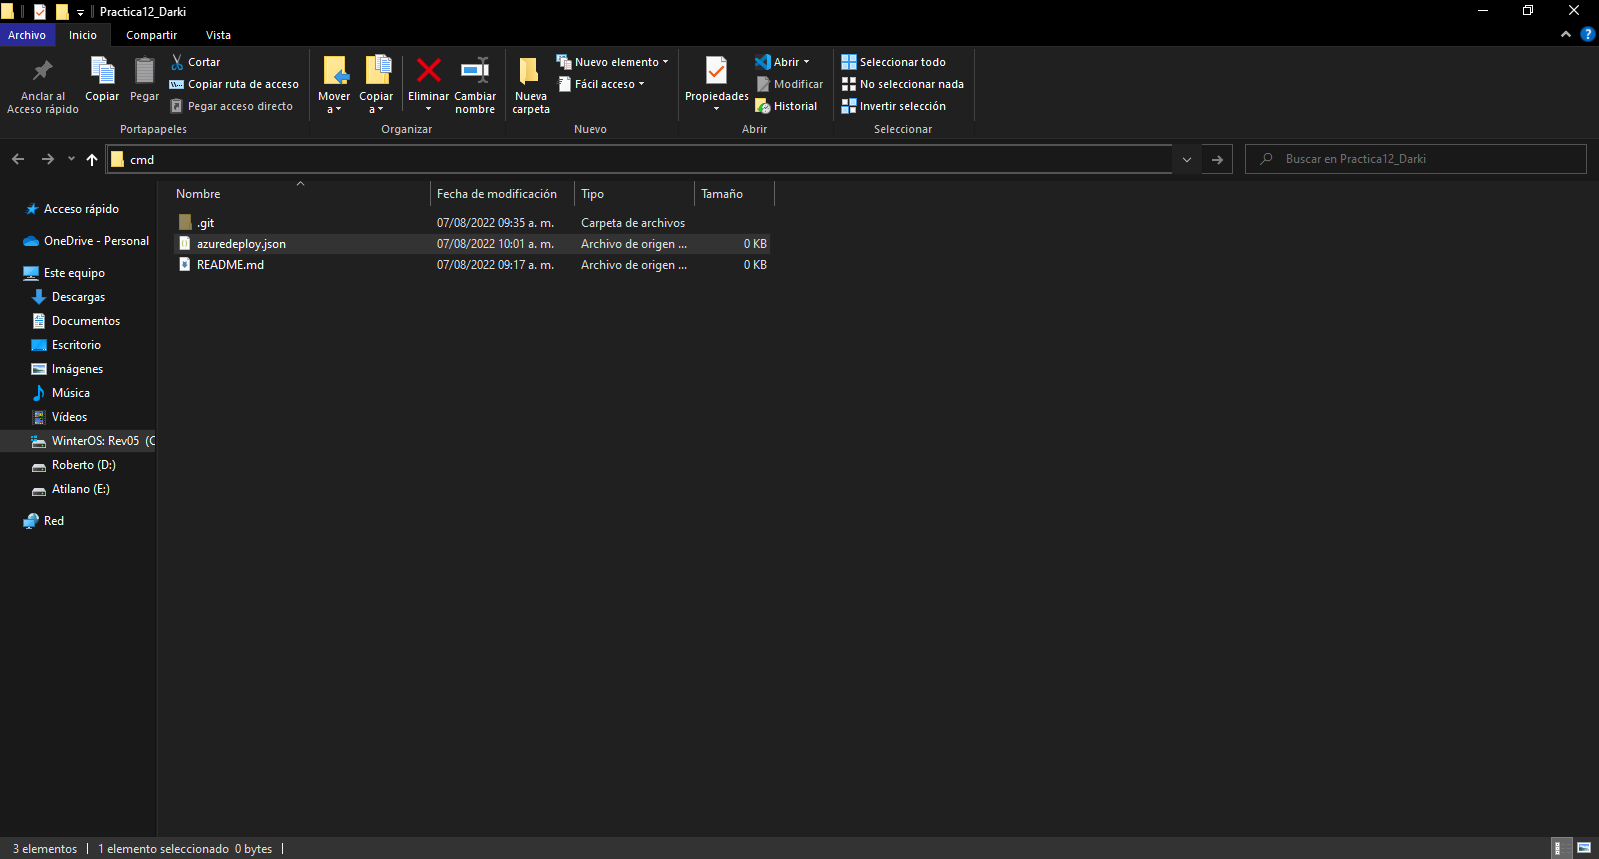 Practica12_Darki
Archivo Inicio Compartir Vista
Anclar al Acceso rápido
Copiar
Pegar
Cortar
Copiar ruta de acceso
Pegar acceso directo
Portapapeles
Mover a
Copiar a
Eliminar
Cambiar nombre
Organizar
Nueva carpeta
Nuevo elemento
Fácil acceso
Nuevo
Propiedades
Abrir
Modificar
Historial
Abrir
Seleccionar todo
No seleccionar nada
Invertir selección
Seleccionar
cmd
Buscar en Practica12_Darki
Acceso rápido
OneDrive - Personal
Este equipo
Descargas
Documentos
Escritorio
Imágenes
Música
Vídeos
WinterOS: Rev05 (C
Roberto (D:)
Atilano (E:)
Red
Nombre Fecha de modificación Tipo Tamaño
.git 07/08/2022 09:35 a. m. Carpeta de archivos
azuredeploy.json 07/08/2022 10:01 a. m. Archivo de origen ... 0 KB
README.md 07/08/2022 09:17 a. m. Archivo de origen ... 0 KB
3 elementos 1 elemento seleccionado 0 bytes